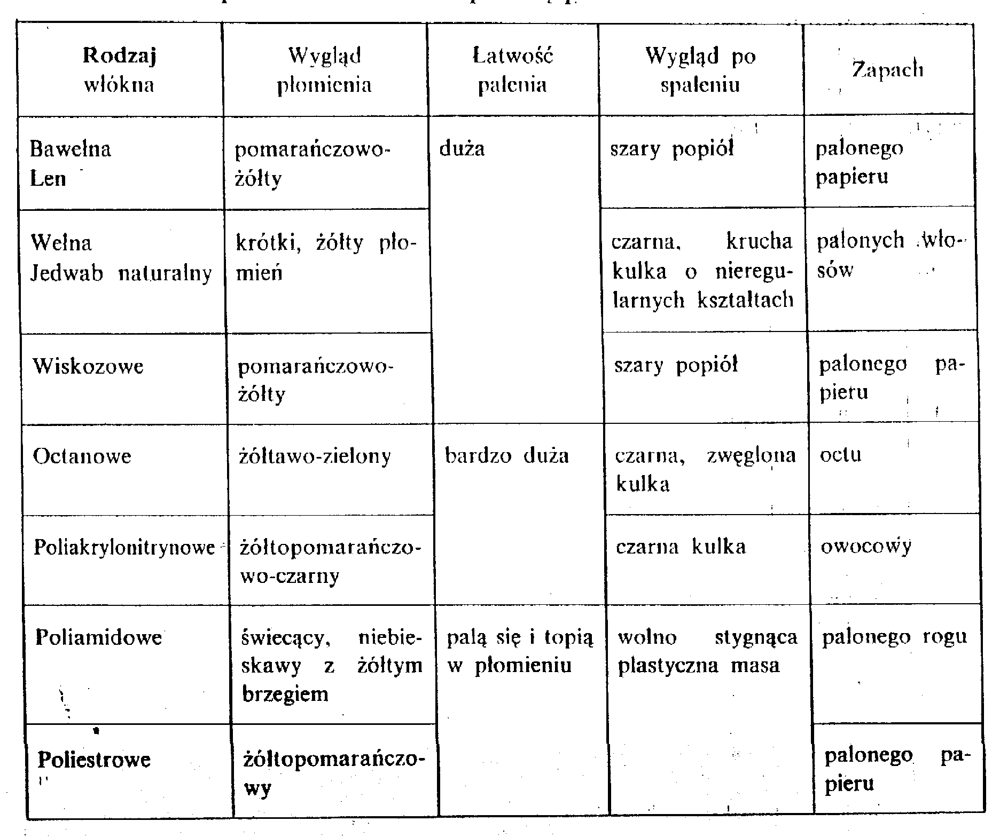 Rodzaj
włókna
Wygląd
płomienia
Łatwość
palenia
Wygląd po
spaleniu
Zapach
Bawełna
Len
pomarańczowo-
żółty
duża
szary popiół
palonego
papieru
Wełna
Jedwab naturalny
krótki, żółty pło-
mień
czarna, krucha
kulka o nieregu-
larnych kształtach
palonych wło-
sów
Wiskozowe
pomarańczowo-
żółty
szary popiół
palonego pa-
pieru
Octanowe
żółtawo-zielony
bardzo duża
czarna, zwęglona
kulka
octu
Poliakrylonitrynowe
żółtopomarańczo-
wo-czarny
czarna kulka
owocowy
Poliamidowe
świecący, niebie-
skawy z żółtym
brzegiem
palą się i topią
w płomieniu
wolno stygnąca
plastyczna masa
palonego rogu
Poliestrowe
żółtopomarańczo-
wy
palonego pa-
pieru